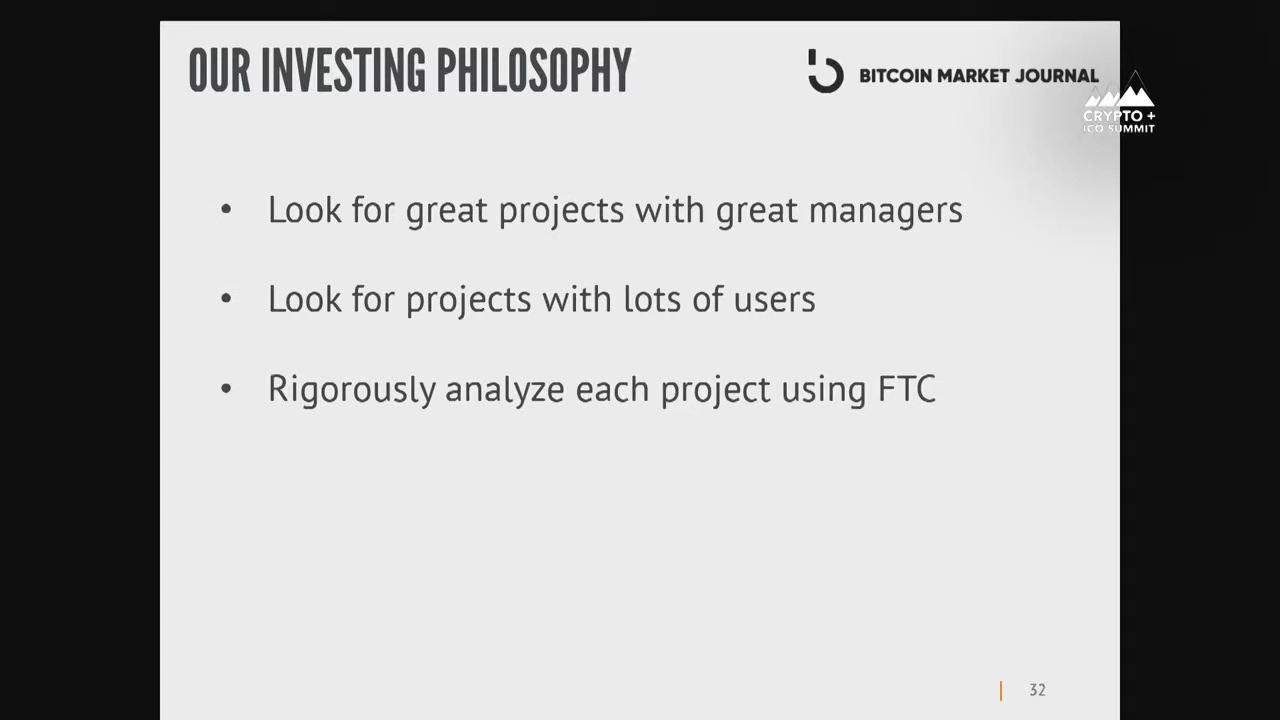 OUR INVESTING PHILOSOPHY
BITCOIN MARKET JOURNAL
CRYPTO +
ICO SUMMIT
• Look for great projects with great managers
• Look for projects with lots of users
• Rigorously analyze each project using FTC
32